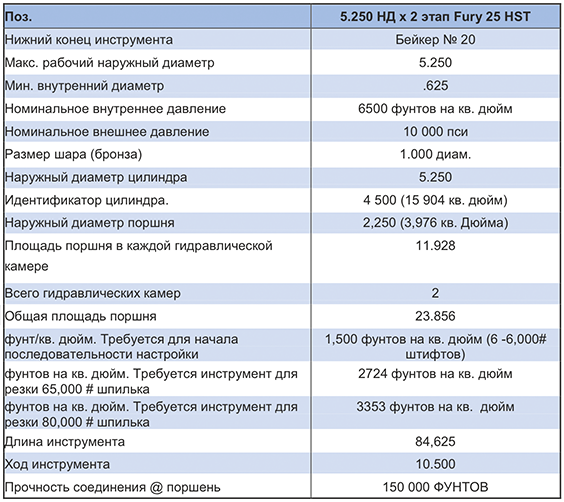 Поз. 5.250 НД x 2 этап Fury 25 HST
Нижний конец инструмента Бейкер № 20
Макс. рабочий наружный диаметр 5.250
Мин. внутренний диаметр .625
Номинальное внутреннее давление 6500 фунтов на кв. дюйм
Номинальное внешнее давление 10 000 пси
Размер шара (бронза) 1.000 диам.
Наружный диаметр цилиндра 5.250
Идентификатор цилиндра. 4 500 (15 904 кв. дюйм)
Наружный диаметр поршня 2,250 (3,976 кв. Дюйма)
Площадь поршня в каждой гидравлической 11.928
камере
Всего гидравлических камер 2
Общая площадь поршня 23.856
фунт/кв. дюйм. Требуется для начала 1,500 фунтов на кв. дюйм (6 -6,000#
последовательности настройки штифтов)
фунтов на кв. дюйм. Требуется инструмент для 2724 фунтов на кв. дюйм
резки 65,000 # шпилька
фунтов на кв. дюйм. Требуется инструмент для 3353 фунтов на кв. дюйм
резки 80,000 # шпилька
Длина инструмента 84,625
Ход инструмента 10.500
Прочность соединения @ поршень 150 000 ФУНТОВ